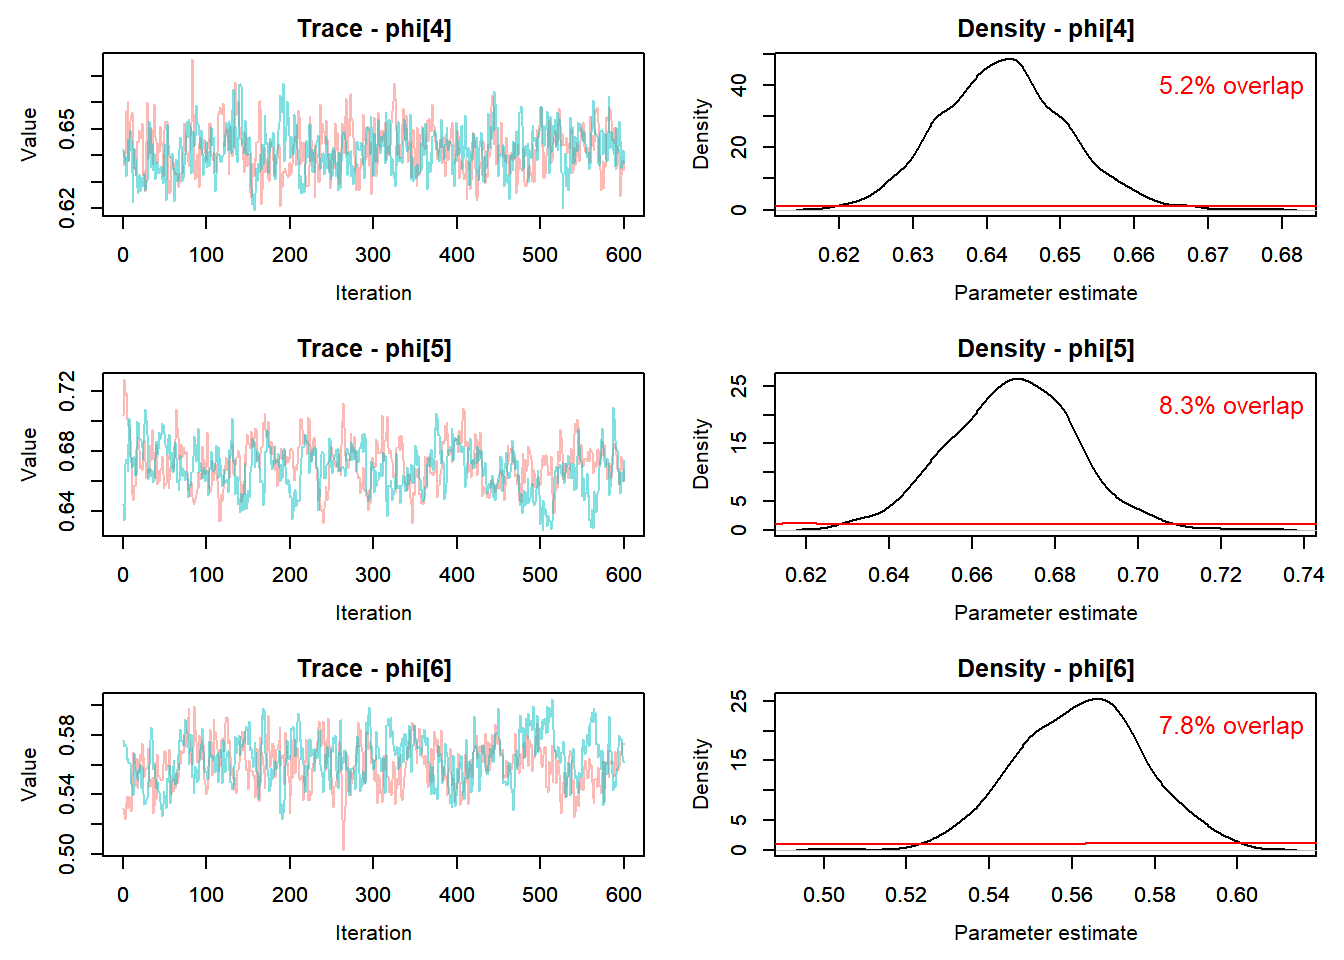 Trace - phi[4]
Value
0.62 0.65
0 100 200 300 400 500 600
Iteration
Density - phi[4]
5.2% overlap
Density
0 20 40
0.62 0.63 0.64 0.65 0.66 0.67 0.68
Parameter estimate
Trace - phi[5]
Value
0.64 0.68 0.72
0 100 200 300 400 500 600
Iteration
Density - phi[5]
8.3% overlap
Density
0 5 15 25
0.62 0.64 0.66 0.68 0.70 0.72 0.74
Parameter estimate
Trace - phi[6]
Value
0.50 0.54 0.58
0 100 200 300 400 500 600
Iteration
Density - phi[6]
7.8% overlap
Density
0 5 15 25
0.50 0.52 0.54 0.56 0.58 0.60
Parameter estimate